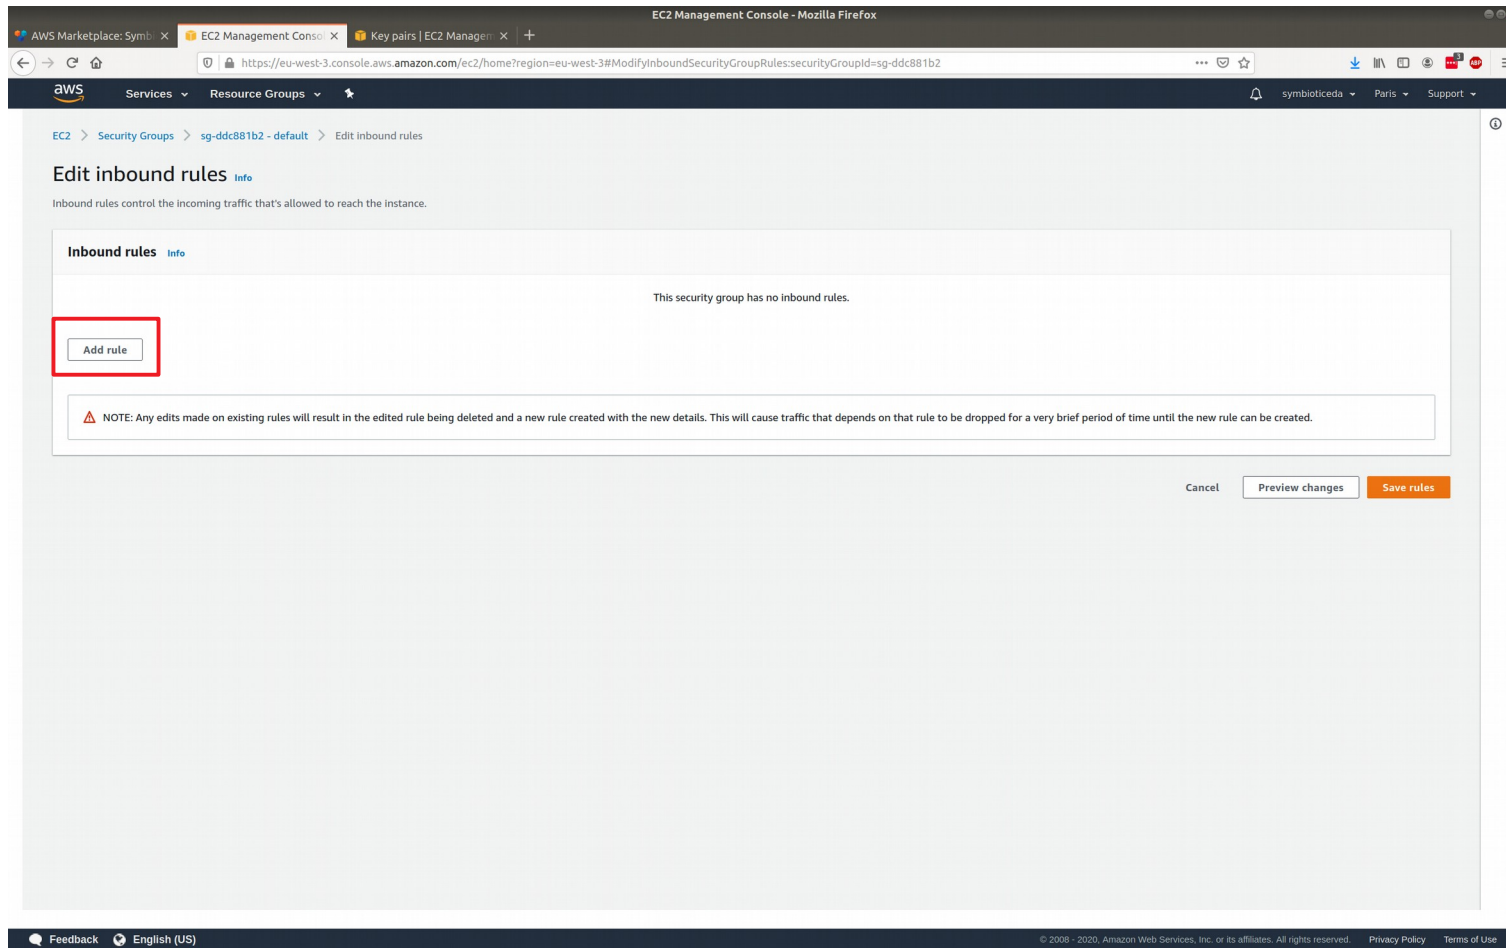 EC2 Management Console - Mozilla Firefox
AWS Marketplace: Symbi EC2 Management Consol Key pairs | EC2 Managem
https://eu-west-3.console.aws.amazon.com/ec2/home?region=eu-west-3#ModifyInboundSecurityGroupRules:securityGroupId=sg-ddc881b2 3 ABP
aws Services Resource Groups symbioticeda Paris Support
EC2 > Security Groups > sg-ddc881b2 - default > Edit inbound rules
Edit inbound rules Info
Inbound rules control the incoming traffic that's allowed to reach the instance.
Inbound rules Info
This security group has no inbound rules.
Add rule
NOTE: Any edits made on existing rules will result in the edited rule being deleted and a new rule created with the new details. This will cause traffic that depends on that rule to be dropped for a very brief period of time until the new rule can be created.
Cancel Preview changes Save rules
Feedback English (US) © 2008 - 2020, Amazon Web Services, Inc. or its affiliates. All rights reserved. Privacy Policy Terms of Use